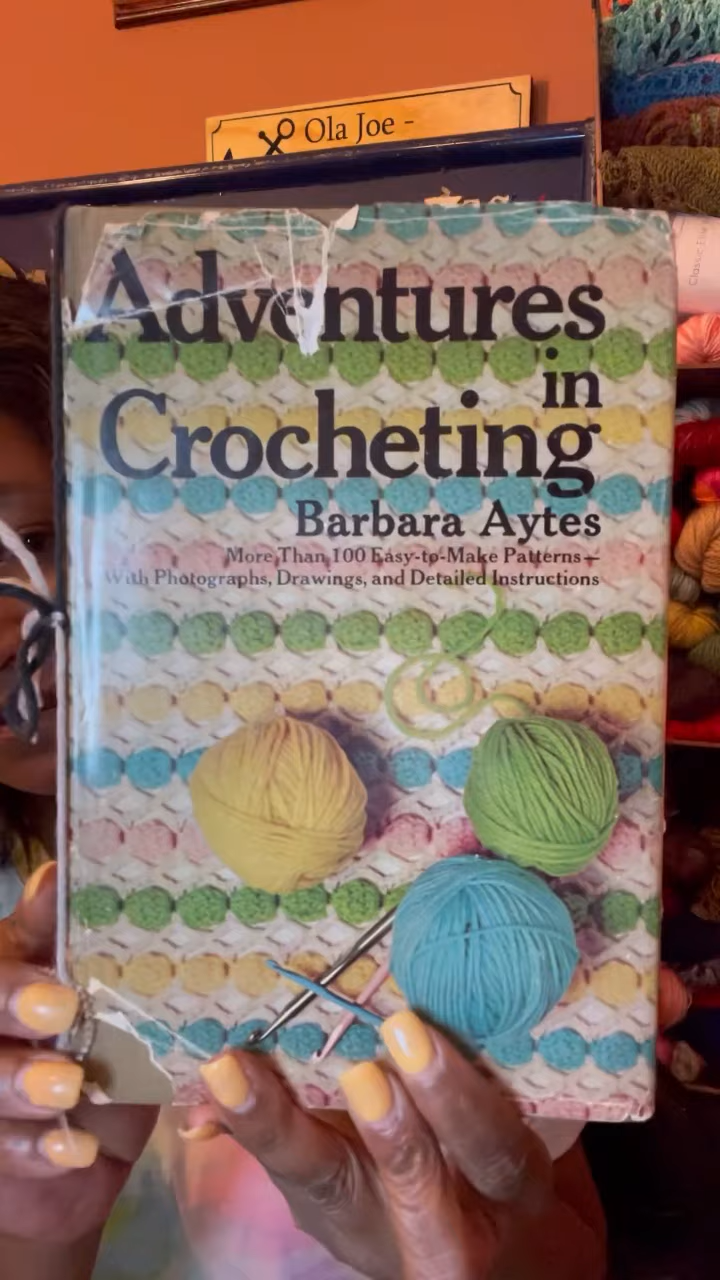 Ola Joe -
Adventures
in
Crocheting
Barbara Aytes
More Than 100 Easy-to-Make Patterns—
With Photographs, Drawings, and Detailed Instructions